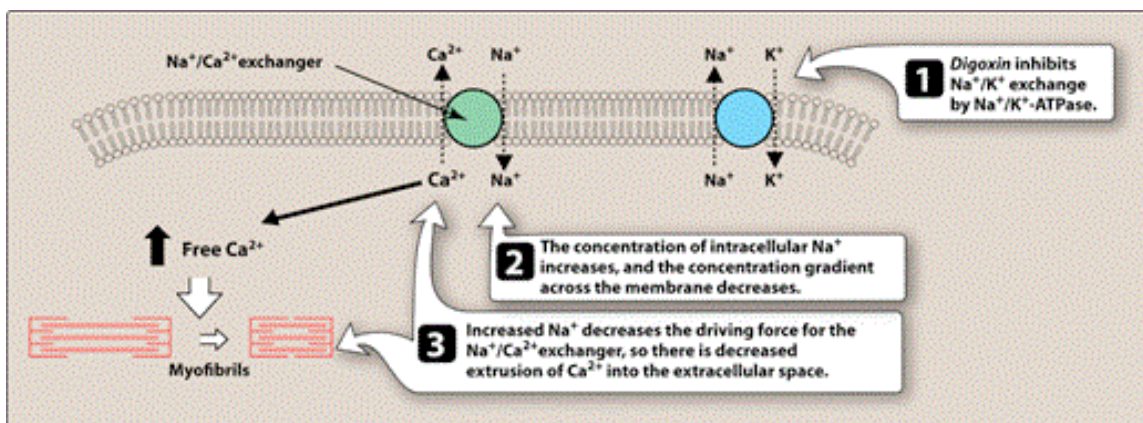 Na⁺/Ca²⁺exchanger
Ca²⁺ Na⁺
Na⁺ K⁺
1 Digoxin inhibits
Na⁺/K⁺ exchange
by Na⁺/K⁺-ATPase.
Ca²⁺ Na⁺
Na⁺ K⁺
Free Ca²⁺
2 The concentration of intracellular Na⁺
increases, and the concentration gradient
across the membrane decreases.
3 Increased Na⁺ decreases the driving force for the
Na⁺/Ca²⁺exchanger, so there is decreased
extrusion of Ca²⁺ into the extracellular space.
Myofibrils